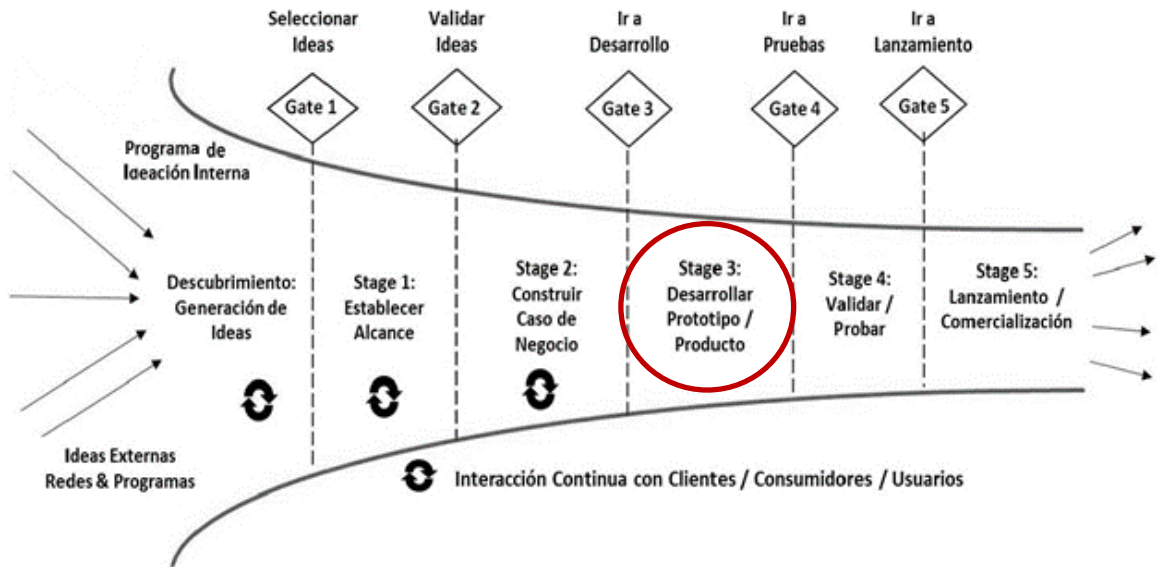 Seleccionar
Ideas
Validar
Ideas
Ir a
Desarrollo
Ir a
Pruebas
Ir a
Lanzamiento
Gate 1
Gate 2
Gate 3
Gate 4
Gate 5
Programa de
Ideación Interna
Descubrimiento:
Generación de
Ideas
Stage 1:
Establecer
Alcance
Stage 2:
Construir
Caso de
Negocio
Stage 3:
Desarrollar
Prototipo /
Producto
Stage 4:
Validar /
Probar
Stage 5:
Lanzamiento /
Comercialización
Ideas Externas
Redes & Programas
Interacción Continua con Clientes / Consumidores / Usuarios